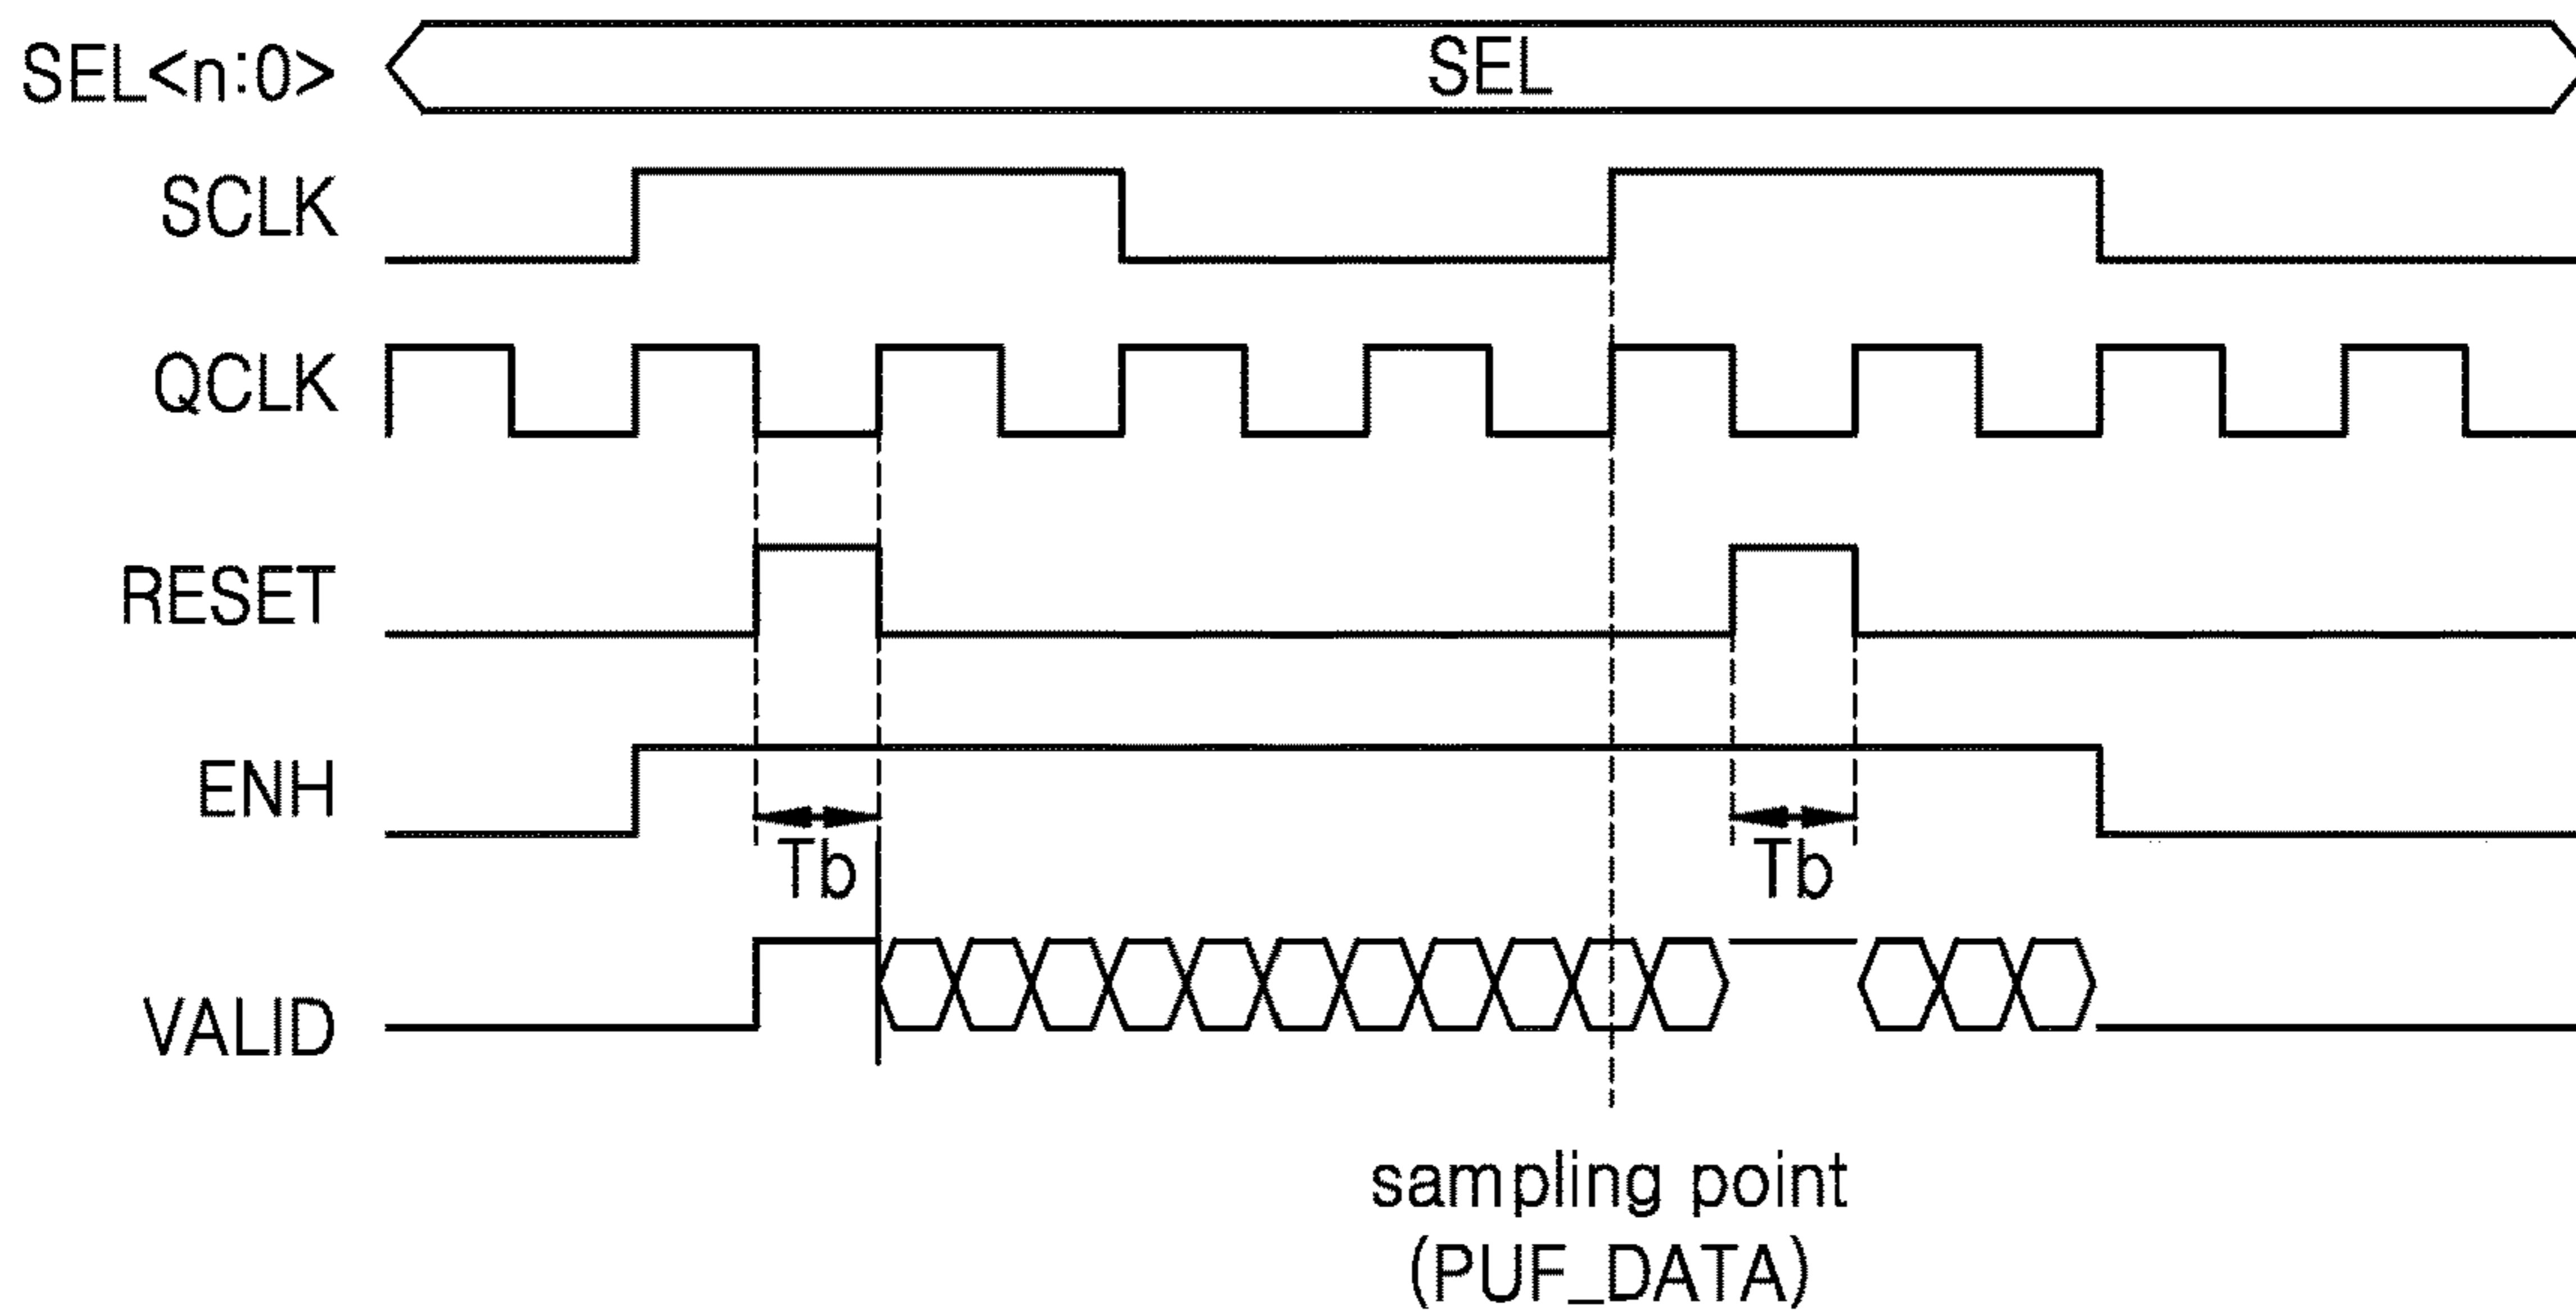 SEL<n:0>
SEL
SCLK
QCLK
RESET
ENH
Tb
Tb
VALID
sampling point
(PUF_DATA)